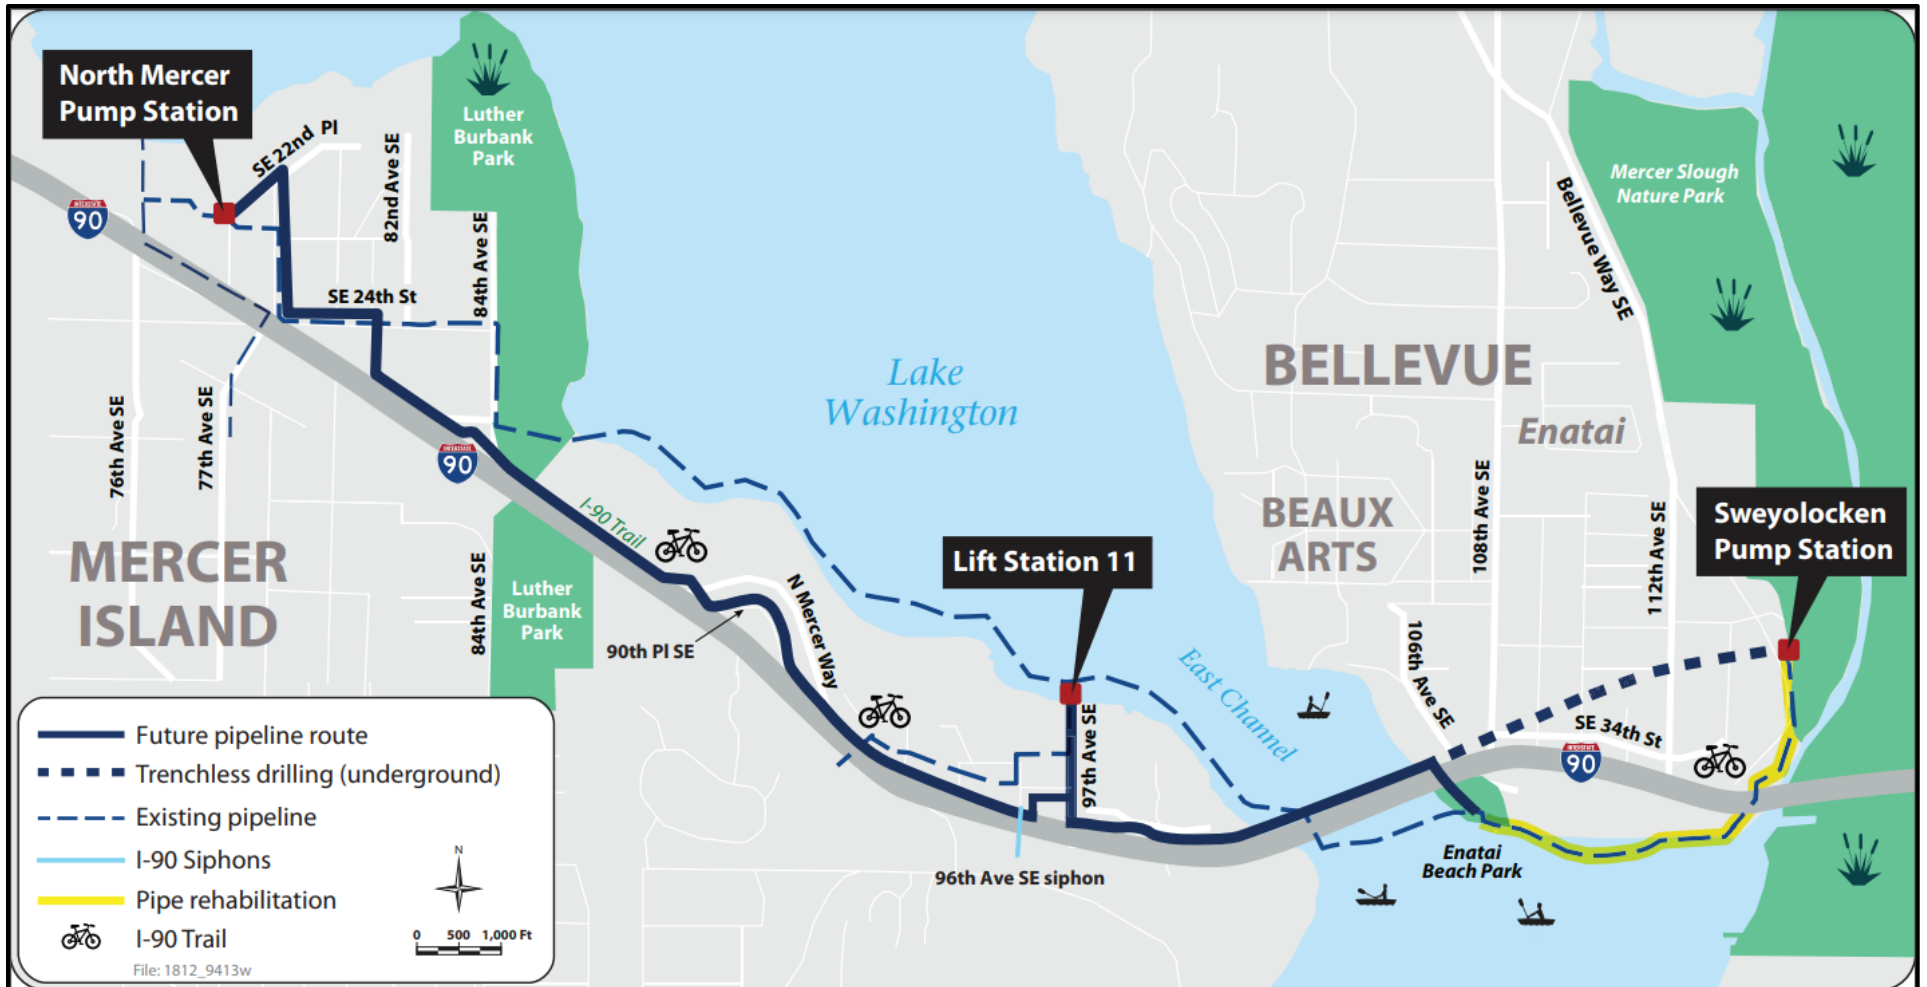 North Mercer
Pump Station
SE 22nd Pl
82nd Ave SE
Luther
Burbank
Park
84th Ave SE
INTERSTATE
90
SE 24th St
76th Ave SE
77th Ave SE
INTERSTATE
90
MERCER
ISLAND
84th Ave SE
Luther
Burbank
Park
I-90 Trail
90th Pl SE
N Mercer Way
Lake
Washington
Lift Station 11
97th Ave SE
96th Ave SE siphon
East Channel
BELLEVUE
Enatai
BEAUX
ARTS
Mercer Slough
Nature Park
Bellevue Way SE
108th Ave SE
112th Ave SE
106th Ave SE
Sweyolocken
Pump Station
SE 34th St
INTERSTATE
90
Enatai
Beach Park
Future pipeline route
Trenchless drilling (underground)
Existing pipeline
I-90 Siphons
Pipe rehabilitation
I-90 Trail
File: 1812_9413w
N
0 500 1,000 Ft